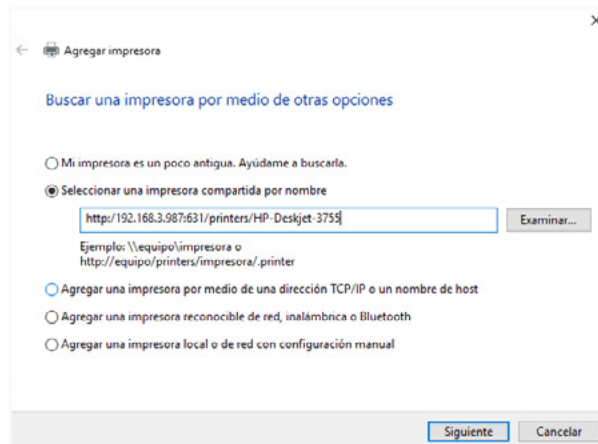 Agregar impresora
Buscar una impresora por medio de otras opciones
Mi impresora es un poco antigua. Ayúdame a buscarla.
Seleccionar una impresora compartida por nombre
http:/192.168.3.987:631/printers/HP-Deskjet-3755
Examinar...
Ejemplo: \\equipo\impresora o
http://equipo/printers/impresora/.printer
Agregar una impresora por medio de una dirección TCP/IP o un nombre de host
Agregar una impresora reconocible de red, inalámbrica o Bluetooth
Agregar una impresora local o de red con configuración manual
Siguiente
Cancelar